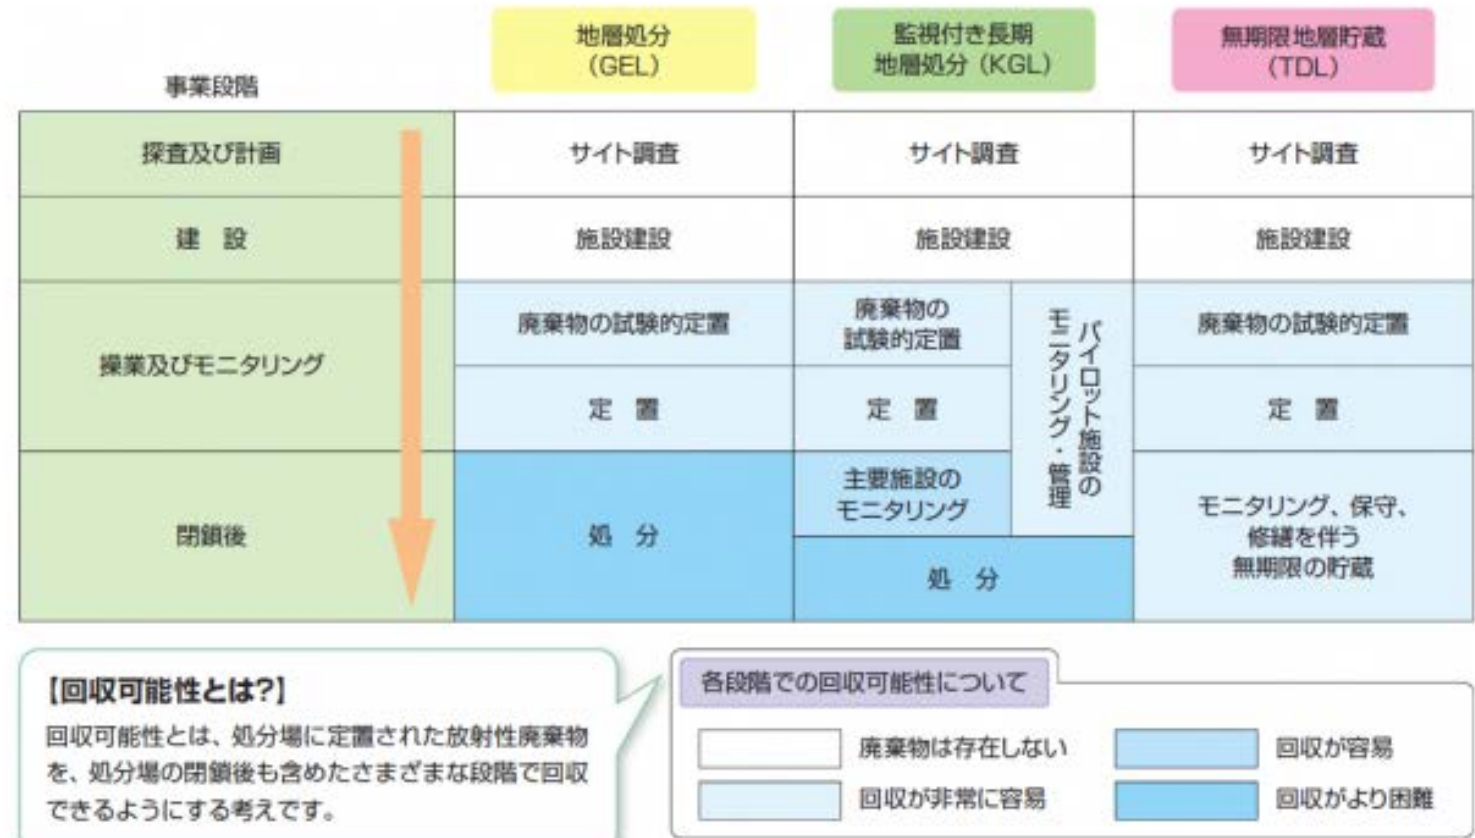 地層処分
（GEL）
監視付き長期
地層処分（KGL）
無期限地層貯蔵
（TDL）
事業段階
探査及び計画
サイト調査
サイト調査
サイト調査
建　設
施設建設
施設建設
施設建設
操業及びモニタリング
廃棄物の試験的定置
廃棄物の
試験的定置
パイロット施設の
モニタリング・管理
廃棄物の試験的定置
定　置
定　置
定　置
閉鎖後
処　分
主要施設の
モニタリング
処　分
モニタリング、保守、
修繕を伴う
無期限の貯蔵
【回収可能性とは?】
回収可能性とは、処分場に定置された放射性廃棄物
を、処分場の閉鎖後も含めたさまざまな段階で回収
できるようにする考えです。
各段階での回収可能性について
廃棄物は存在しない
回収が容易
回収が非常に容易
回収がより困難